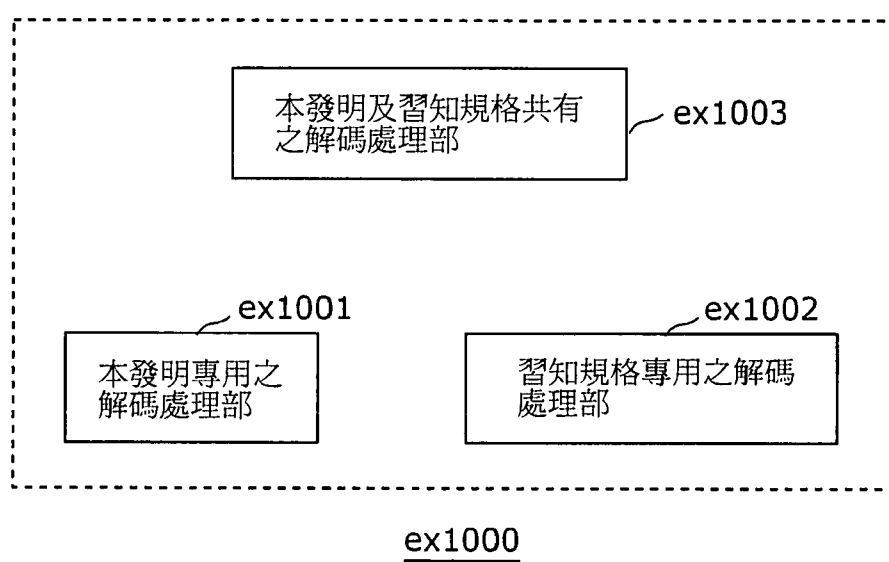 本發明及習知規格共有
之解碼處理部
ex1003
ex1001
ex1002
本發明專用之
解碼處理部
習知規格專用之解碼
處理部
ex1000